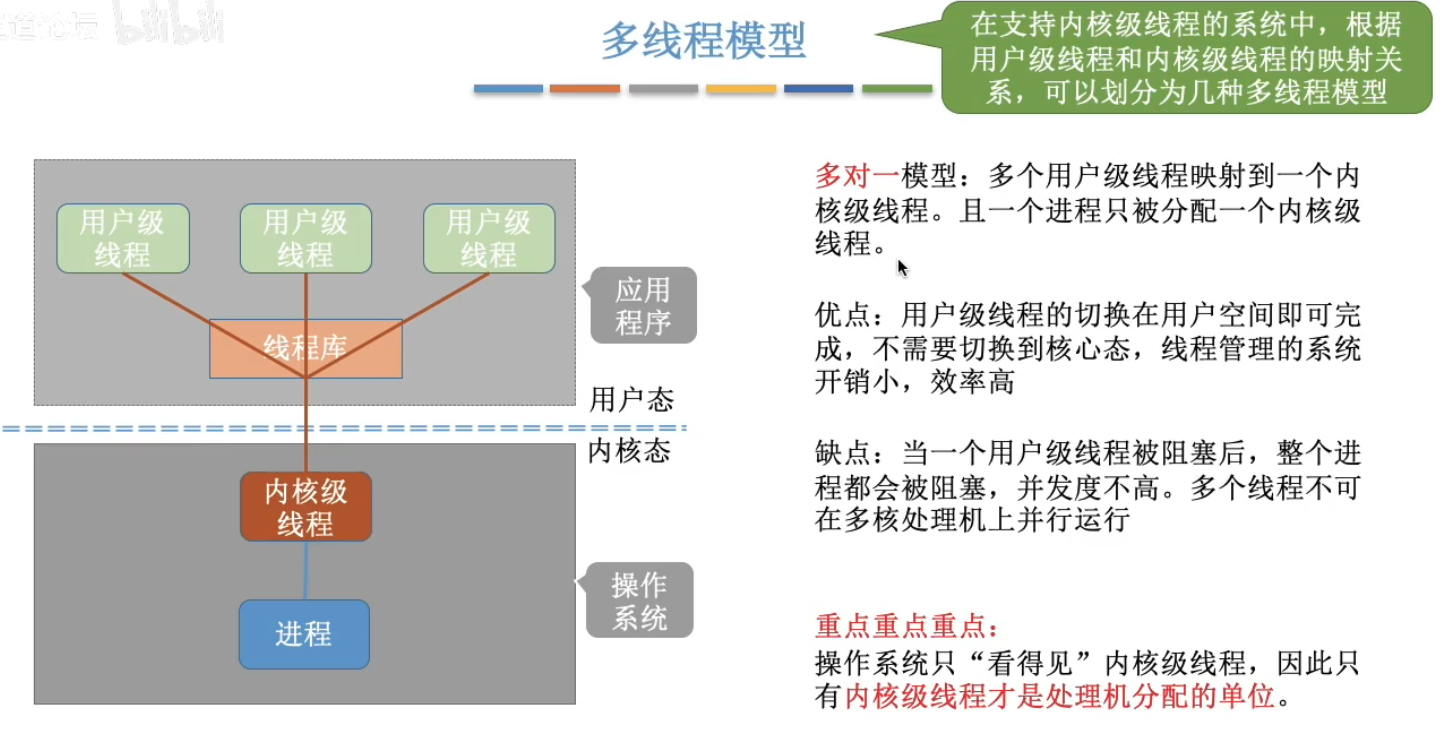 多线程模型
在支持内核级线程的系统中，根据
用户级线程和内核级线程的映射关
系，可以划分为几种多线程模型
用户级
线程
用户级
线程
用户级
线程
线程库
应用
程序
用户态
内核态
内核级
线程
进程
操作
系统
多对一模型：多个用户级线程映射到一个内
核级线程。且一个进程只被分配一个内核级
线程。
优点：用户级线程的切换在用户空间即可完
成，不需要切换到核心态，线程管理的系统
开销小，效率高
缺点：当一个用户级线程被阻塞后，整个进
程都会被阻塞，并发度不高。多个线程不可
在多核处理机上并行运行
重点重点重点：
操作系统只“看得见”内核级线程，因此只
有内核级线程才是处理机分配的单位。
道论坛 bilibili